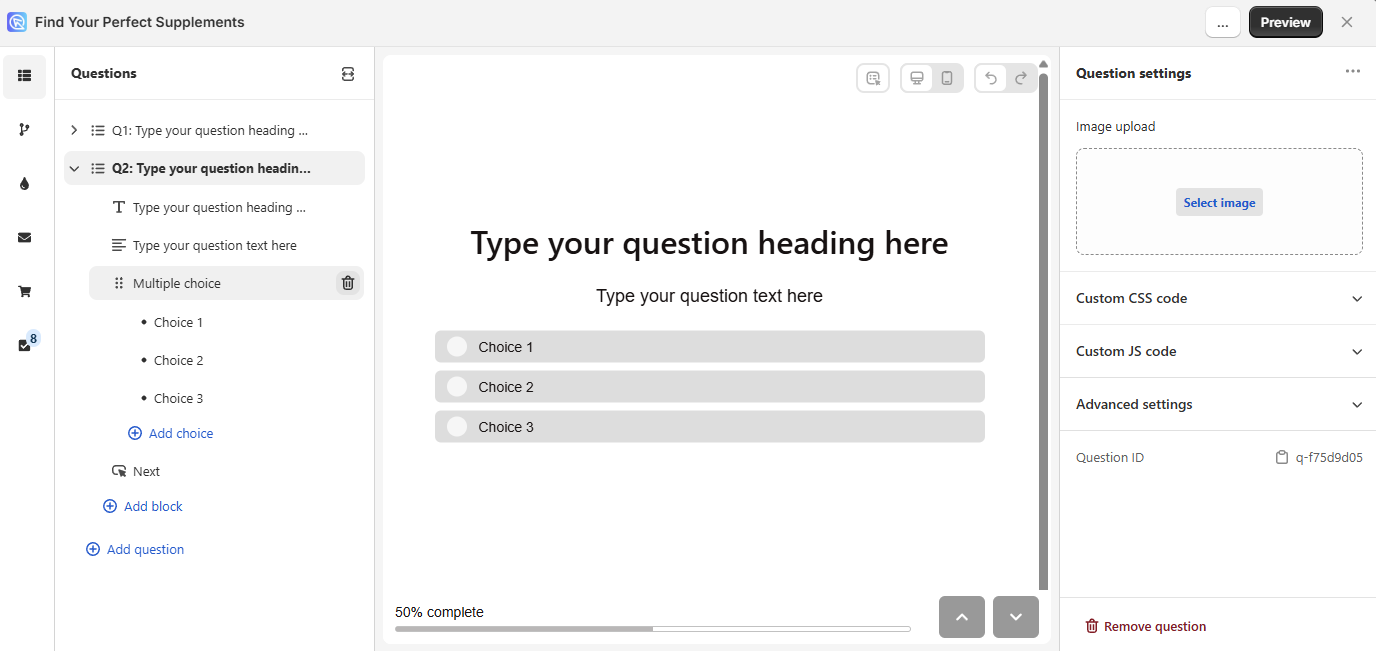 Find Your Perfect Supplements
...
Preview
Questions
Q1: Type your question heading ...
Q2: Type your question headin...
Type your question heading ...
Type your question text here
Multiple choice
Choice 1
Choice 2
Choice 3
Add choice
Next
Add block
Add question
8
Type your question heading here
Type your question text here
Choice 1
Choice 2
Choice 3
50% complete
Question settings
Image upload
Select image
Custom CSS code
Custom JS code
Advanced settings
Question ID
q-f75d9d05
Remove question